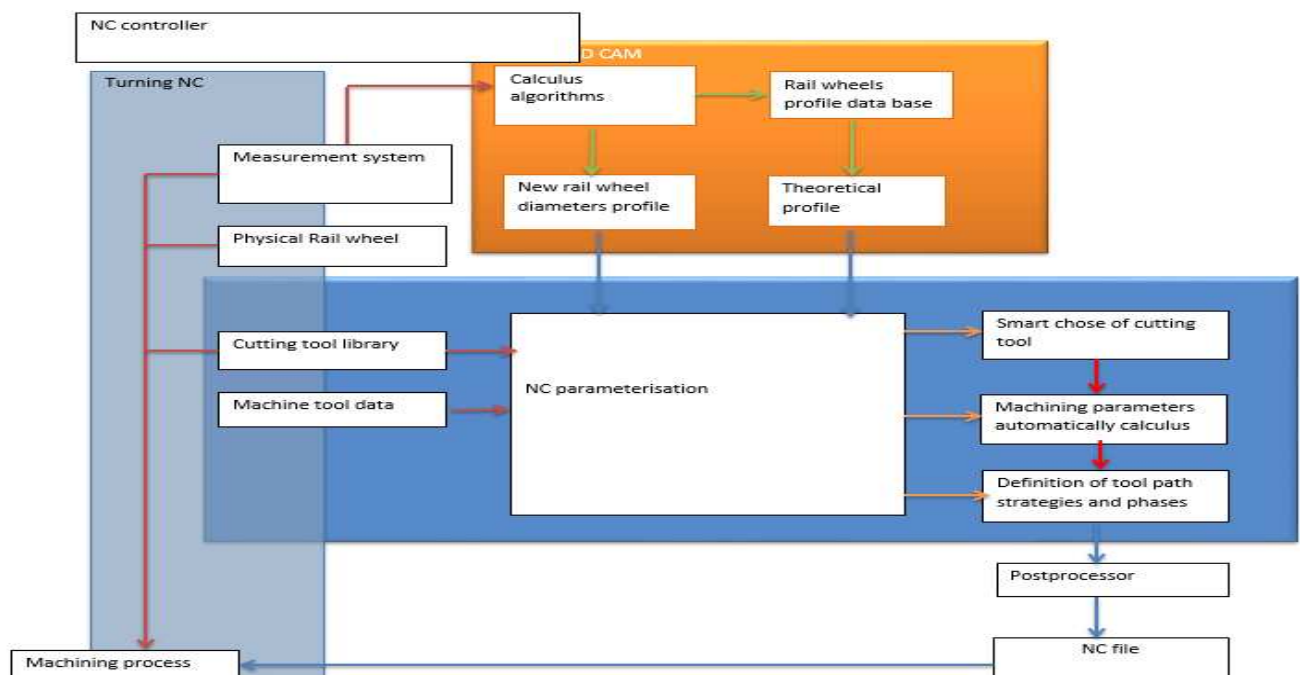 NC controller
D CAM
Turning NC
Calculus
algorithms
Rail wheels
profile data base
Measurement system
New rail wheel
diameters profile
Theoretical
profile
Physical Rail wheel
Cutting tool library
Machine tool data
NC parameterisation
Smart chose of cutting
tool
Machining parameters
automatically calculus
Definition of tool path
strategies and phases
Postprocessor
NC file
Machining process